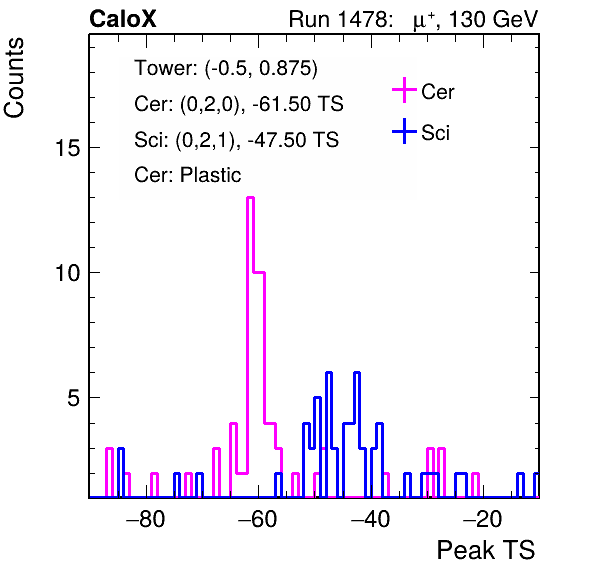 CaloX Run 1478: μ⁺, 130 GeV
Counts
Tower: (-0.5, 0.875)
Cer: (0,2,0), -61.50 TS
Sci: (0,2,1), -47.50 TS
Cer: Plastic
Cer
Sci
15
10
5
−80 −60 −40 −20
Peak TS